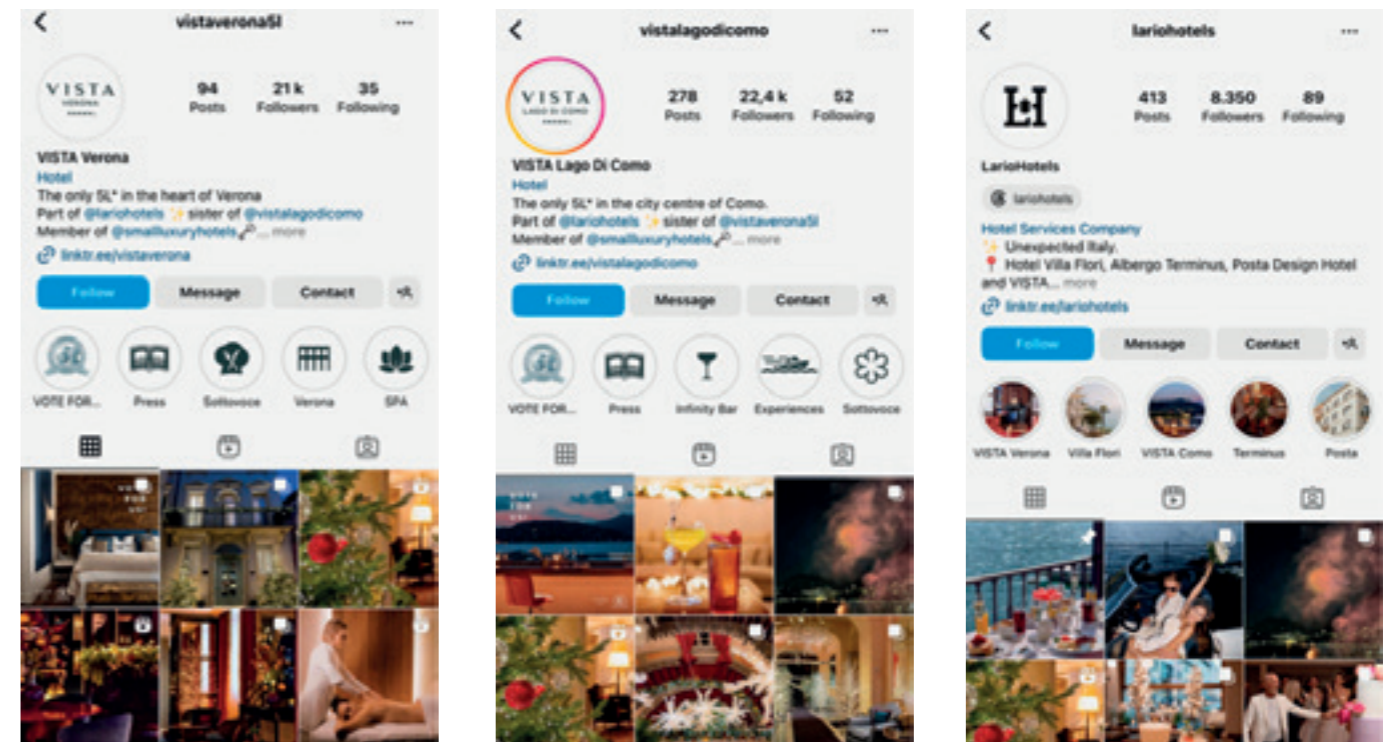 vistaverona5l
VISTA
VERONA
94
21 k
35
Posts
Followers
Following
VISTA Verona
Hotel
The only 5L* in the heart of Verona
Part of @lariohotels ✨ sister of @vistalagodicomo
Member of @smallluxuryhotels🗝... more
linktr.ee/vistaverona
Follow
Message
Contact
VOTE FOR...
Press
Sottovoce
Verona
SPA
vistalagodicomo
VISTA
LAGO DI COMO
278
22,4 k
52
Posts
Followers
Following
VISTA Lago Di Como
Hotel
The only 5L* in the city centre of Como.
Part of @lariohotels ✨ sister of @vistaverona5l
Member of @smallluxuryhotels🗝... more
linktr.ee/vistalagodicomo
Follow
Message
Contact
VOTE FOR...
Press
Infinity Bar
Experiences
Sottovoce
VOTE
FOR
US!
lariohotels
LH
413
8.350
89
Posts
Followers
Following
LarioHotels
lariohotels
Hotel Services Company
✨ Unexpected Italy.
📍 Hotel Villa Flori, Albergo Terminus, Posta Design Hotel
and VISTA... more
linktr.ee/lariohotels
Follow
Message
Contact
VISTA Verona
Villa Flori
VISTA Como
Terminus
Posta